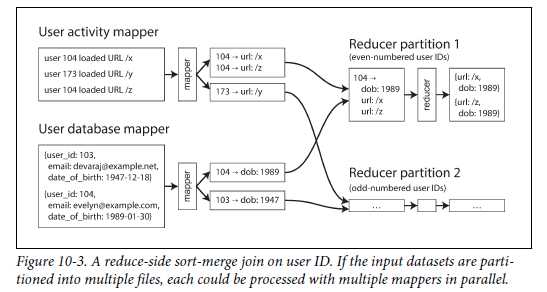 User activity mapper
user 104 loaded URL /x
user 173 loaded URL /y
user 104 loaded URL /z
mapper
104 → url: /x
104 → url: /z
173 → url: /y
User database mapper
{user_id: 103,
email: devaraj@example.net,
date_of_birth: 1947-12-18}
{user_id: 104,
email: evelyn@example.com,
date_of_birth: 1989-01-30}
mapper
104 → dob: 1989
103 → dob: 1947
Reducer partition 1
(even-numbered user IDs)
104 →
dob: 1989
url: /x
url: /z
reducer
{url: /x,
dob: 1989}
{url: /z,
dob: 1989}
Reducer partition 2
(odd-numbered user IDs)
...
...
Figure 10-3. A reduce-side sort-merge join on user ID. If the input datasets are parti-
tioned into multiple files, each could be processed with multiple mappers in parallel.